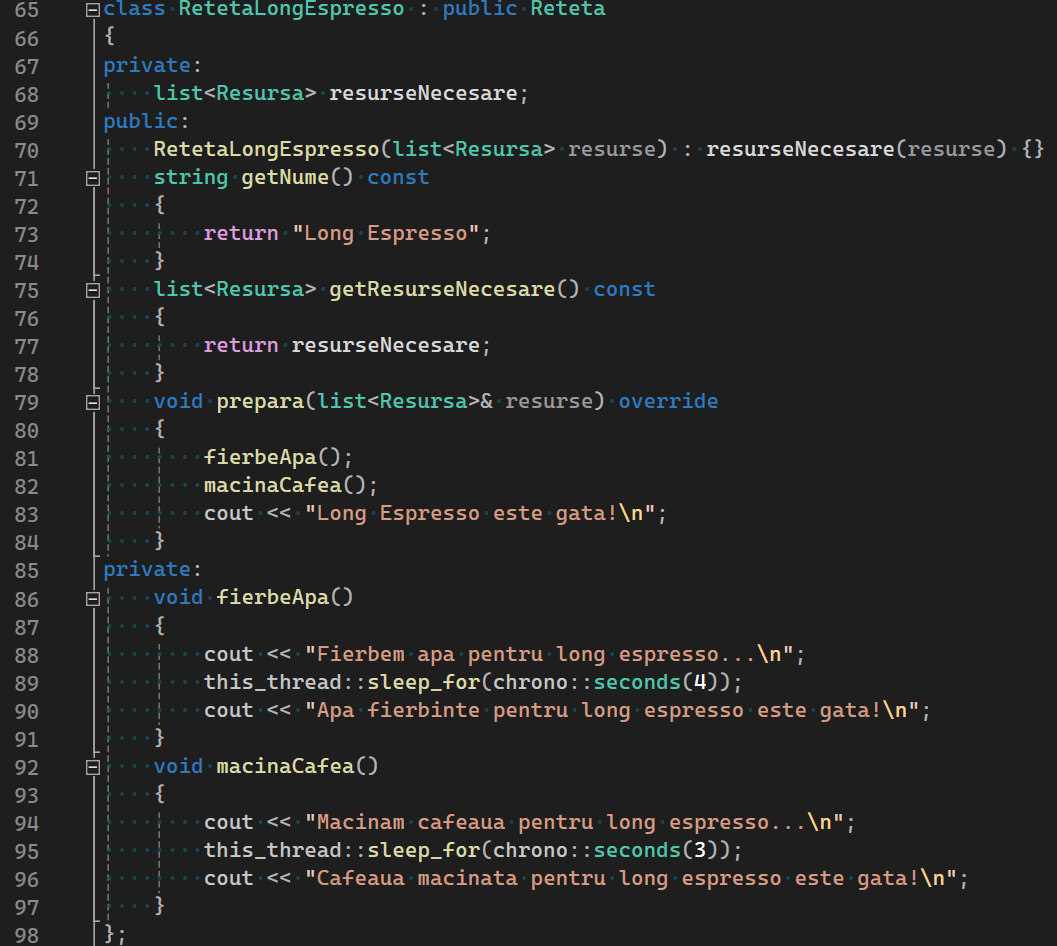 65 class RetetaLongEspresso : public Reteta
66 {
67 private:
68     list<Resursa> resurseNecesare;
69 public:
70     RetetaLongEspresso(list<Resursa> resurse) : resurseNecesare(resurse) {}
71     string getNume() const
72     {
73         return "Long Espresso";
74     }
75     list<Resursa> getResurseNecesare() const
76     {
77         return resurseNecesare;
78     }
79     void prepara(list<Resursa>& resurse) override
80     {
81         fierbeApa();
82         macinaCafea();
83         cout << "Long Espresso este gata!\n";
84     }
85 private:
86     void fierbeApa()
87     {
88         cout << "Fierbem apa pentru long espresso...\n";
89         this_thread::sleep_for(chrono::seconds(4));
90         cout << "Apa fierbinte pentru long espresso este gata!\n";
91     }
92     void macinaCafea()
93     {
94         cout << "Macinam cafeaua pentru long espresso...\n";
95         this_thread::sleep_for(chrono::seconds(3));
96         cout << "Cafeaua macinata pentru long espresso este gata!\n";
97     }
98 };